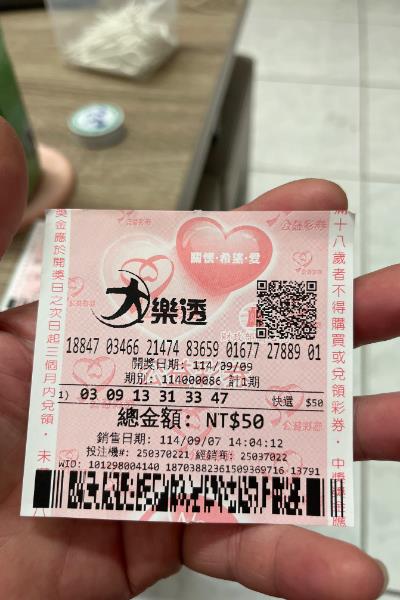 關懷·希望·愛
公益彩券
大樂透
18847 03466 21474 83659 01677 27889 01
開獎日期: 114/09/09
期別: 114000086 計1期
1) 03 09 13 31 33 47 快選 $50
總金額: NT$50
銷售日期: 114/09/07 14:04:12
投注機#: 250370221 經銷商: 25037022
WID: 101298004140 18703882361509369716 13791
獎金應於開獎日之次日起三個月內兌領·未
滿十八歲者不得購買或兌領彩券·中獎